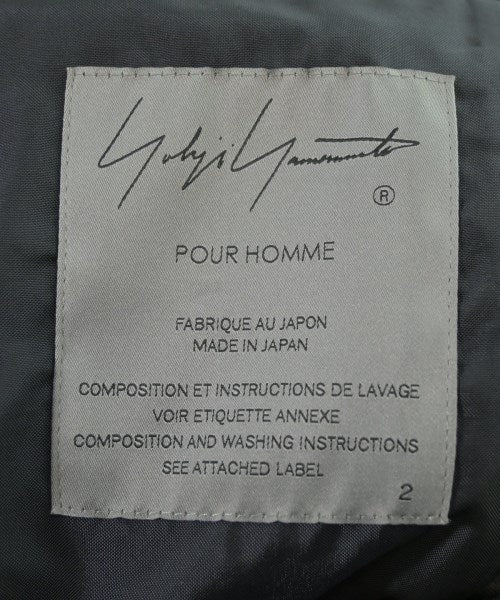 Yohji Yamamoto
®
POUR HOMME
FABRIQUE AU JAPON
MADE IN JAPAN
COMPOSITION ET INSTRUCTIONS DE LAVAGE
VOIR ETIQUETTE ANNEXE
COMPOSITION AND WASHING INSTRUCTIONS
SEE ATTACHED LABEL
2